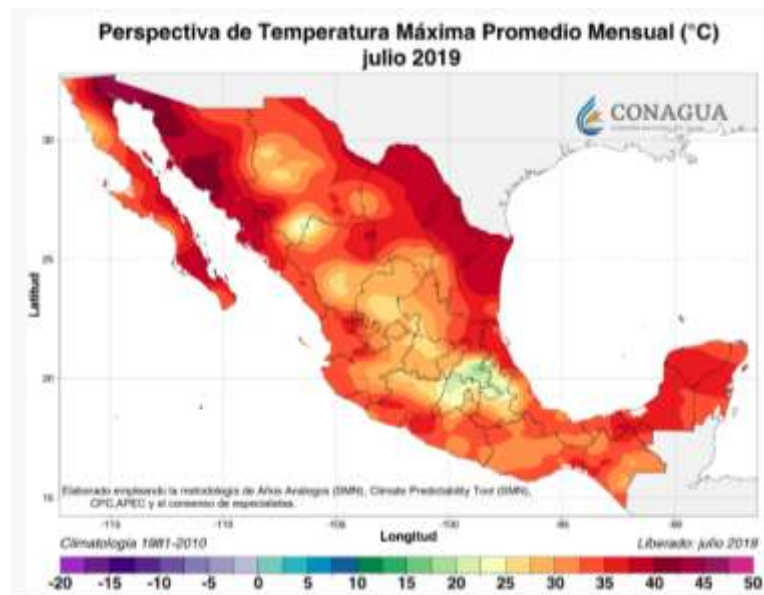 Perspectiva de Temperatura Máxima Promedio Mensual (°C)
julio 2019
CONAGUA
30
25
20
15
Latitud
Elaborado empleando la metodología de Años Análogos (SMN), Climate Predictability Tool (SMN),
CPC,APEC y el consenso de especialistas.
-115 -110 -105 -100 -95 -90
Longitud
Climatología 1981-2010
Liberado: julio 2019
-20 -15 -10 -5 0 5 10 15 20 25 30 35 40 45 50